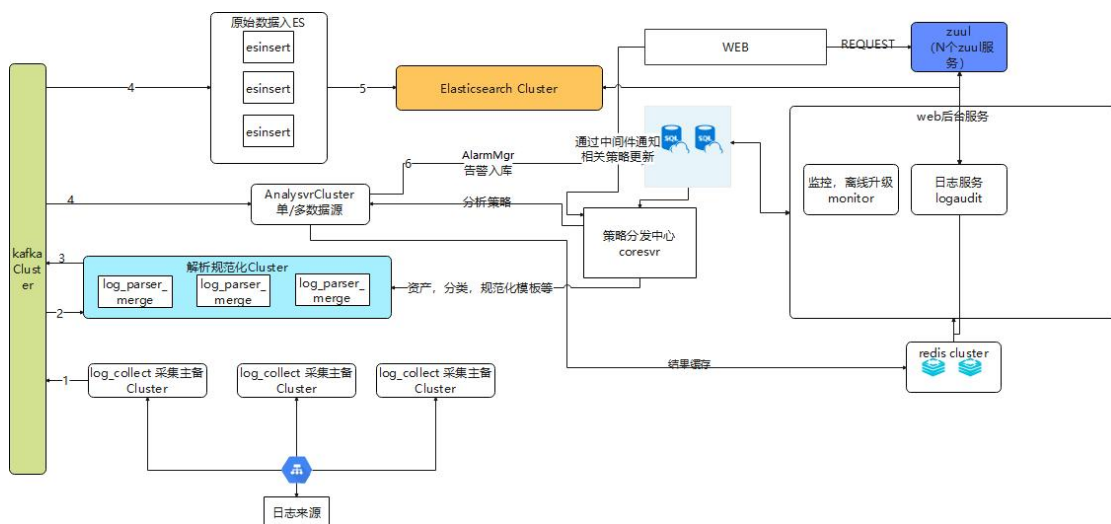 原始数据入ES
esinsert
esinsert
esinsert
4
5
Elasticsearch Cluster
WEB
REQUEST
zuul
（N个zuul服
务）
web后台服务
监控，离线升级
monitor
日志服务
logaudit
通过中间件通知
相关策略更新
SQL
SQL
6
AlarmMgr
告警入库
4
AnalysvrCluster
单/多数据源
分析策略
策略分发中心
coresvr
kafka
Clust
er
3
解析规范化Cluster
log_parser_
merge
log_parser_
merge
log_parser_
merge
2
资产，分类，规范化模板等
结果缓存
redis cluster
1
log_collect 采集主备
Cluster
log_collect 采集主备
Cluster
log_collect 采集主备
Cluster
日志来源